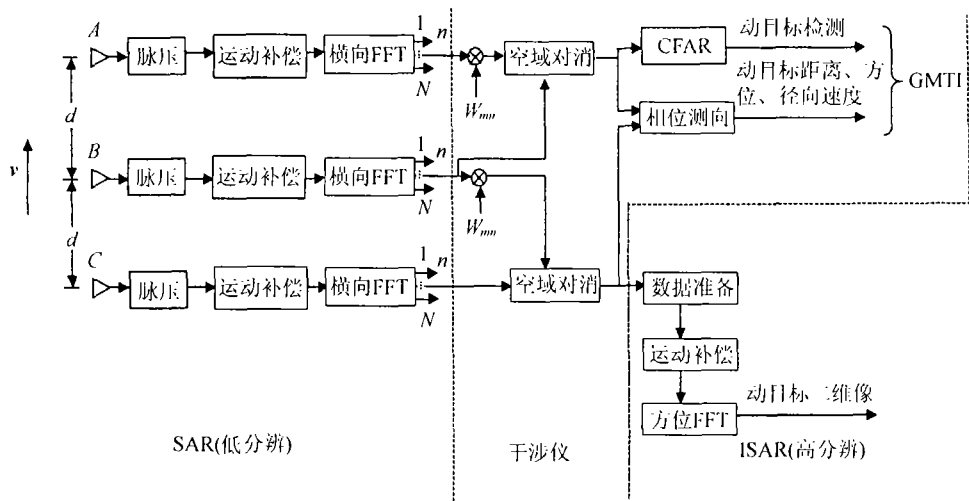 A
脉压
运动补偿
横向FFT
1
n
N
W_mn
空域对消
CFAR
动目标检测
动目标距离、方
位、径向速度
相位测向
GMTI
d
v
B
脉压
运动补偿
横向FFT
1
n
N
W_mn
d
C
脉压
运动补偿
横向FFT
1
n
N
空域对消
数据准备
运动补偿
方位FFT
动目标二维像
SAR(低分辨)
干涉仪
ISAR(高分辨)